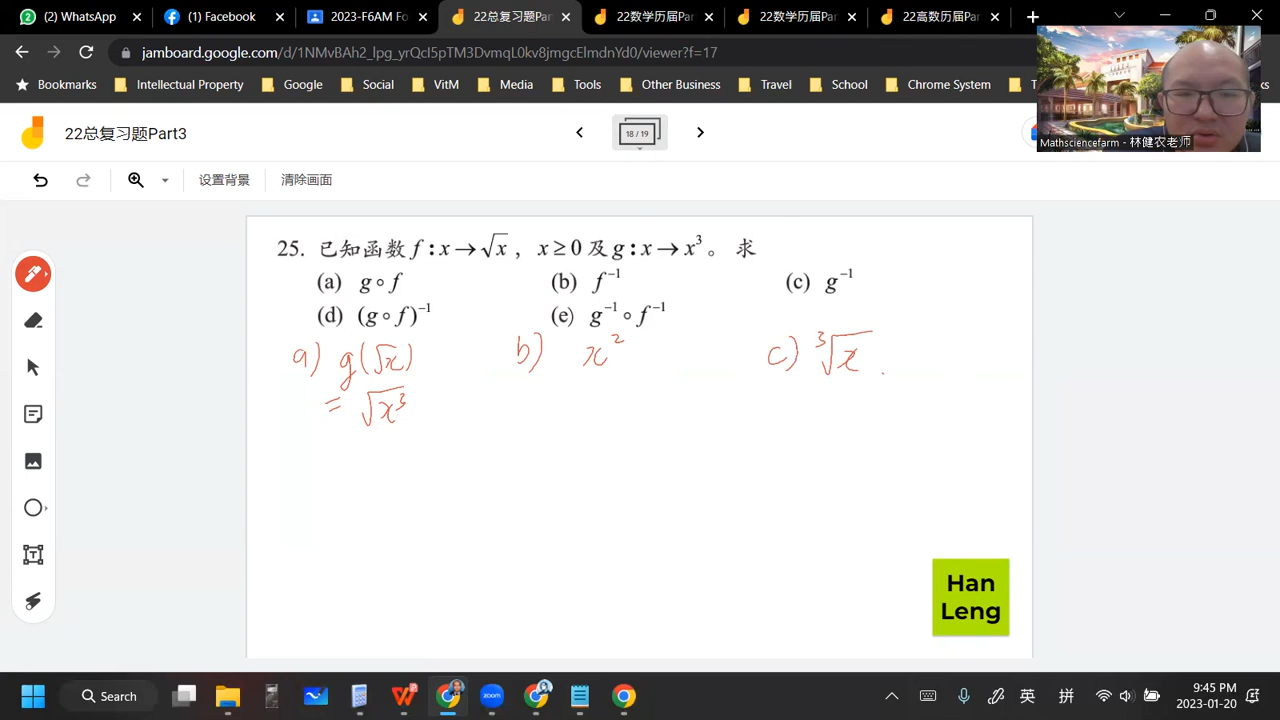 (2) WhatsApp
(1) Facebook
2023-F6AM Fo
22总复习题Par
22数学历届Par
22数学历届Par
22高数历届Part
jamboard.google.com/d/1NMvBAh2_lpg_yrOcI5pTM3DvmqL0kv8jmgcElmdnYd0/viewer?f=17
Bookmarks
Intellectual Property
Google
Social
VitM
Media
Tools
Other Business
Travel
School
Chrome System
Mathsciencefarm - 林健农老师
22总复习题Part3
18 / 19
设置背景
清除画面
25. 已知函数 f : x → √x , x ≥ 0 及 g : x → x³ 。 求
(a) g ∘ f (b) f⁻¹ (c) g⁻¹
(d) (g ∘ f)⁻¹ (e) g⁻¹ ∘ f⁻¹
a) g(√x) b) x² c) ³√x
= √x³
Han
Leng
Search
zoom
英
拼
9:45 PM
2023-01-20